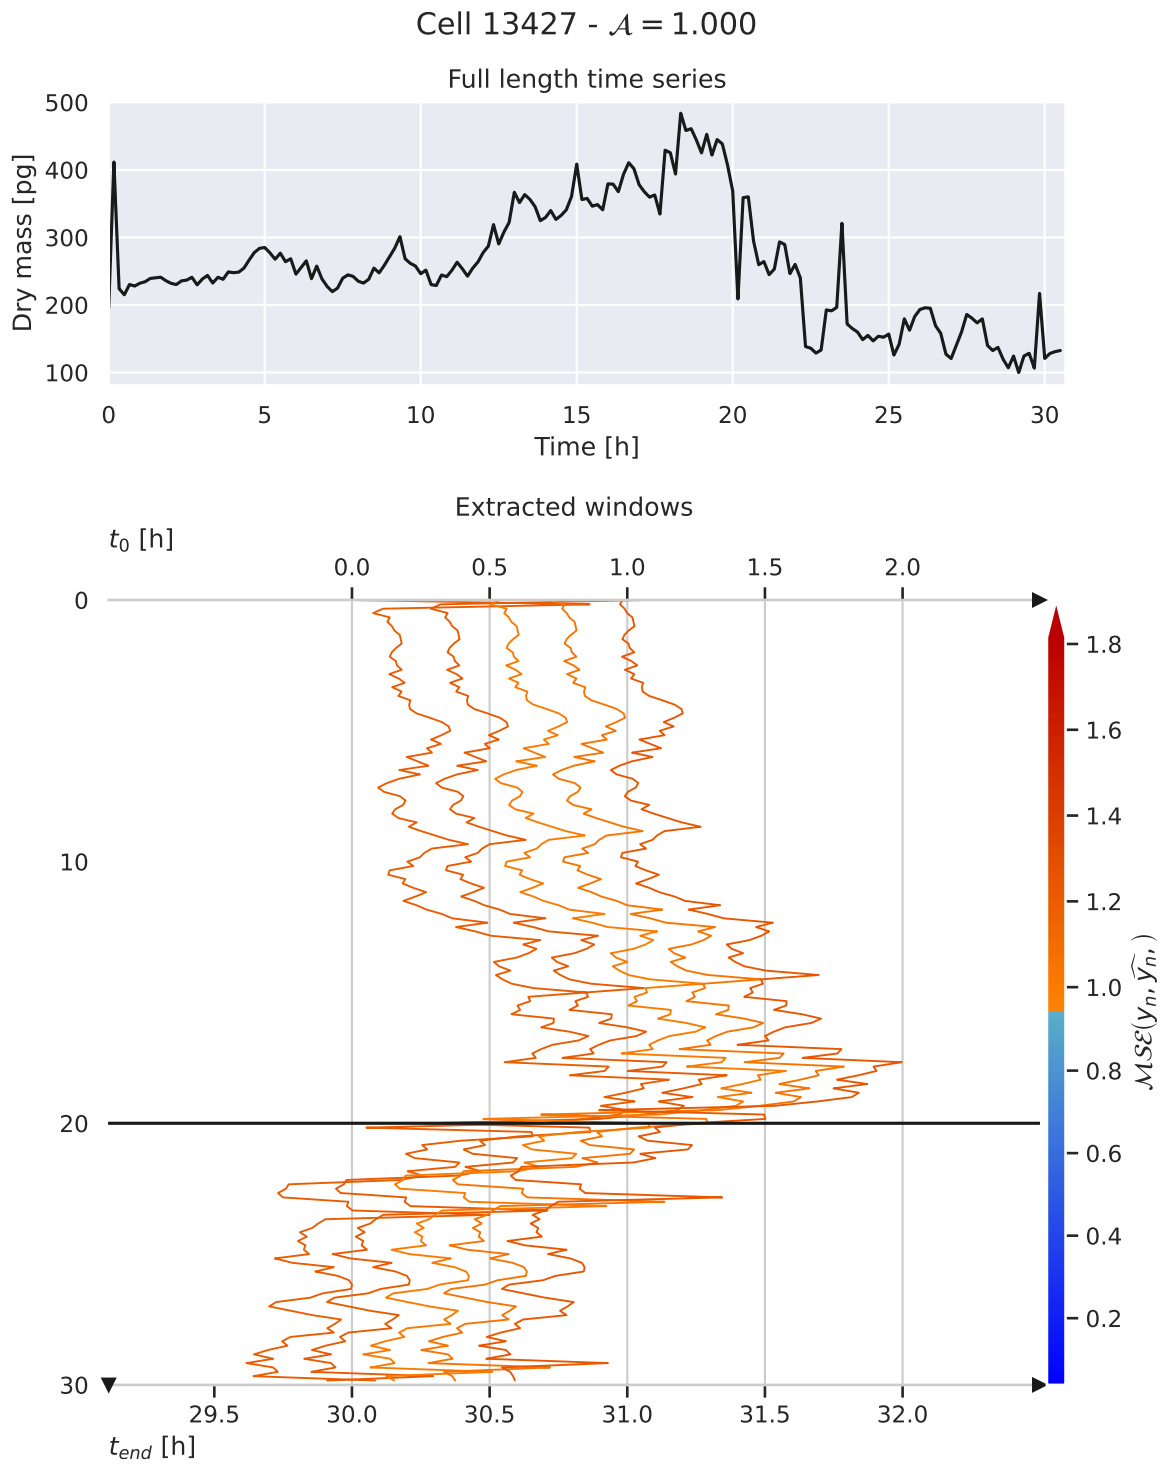 Cell 13427 - 𝒜 = 1.000
Full length time series
500
400
300
200
100
Dry mass [pg]
0 5 10 15 20 25 30
Time [h]
Extracted windows
t₀ [h]
0.0 0.5 1.0 1.5 2.0
0
10
20
30
1.8
1.6
1.4
1.2
1.0
0.8
0.6
0.4
0.2
ℳ𝒮ℰ(yₙ, ŷₙ, )
29.5 30.0 30.5 31.0 31.5 32.0
t_end [h]